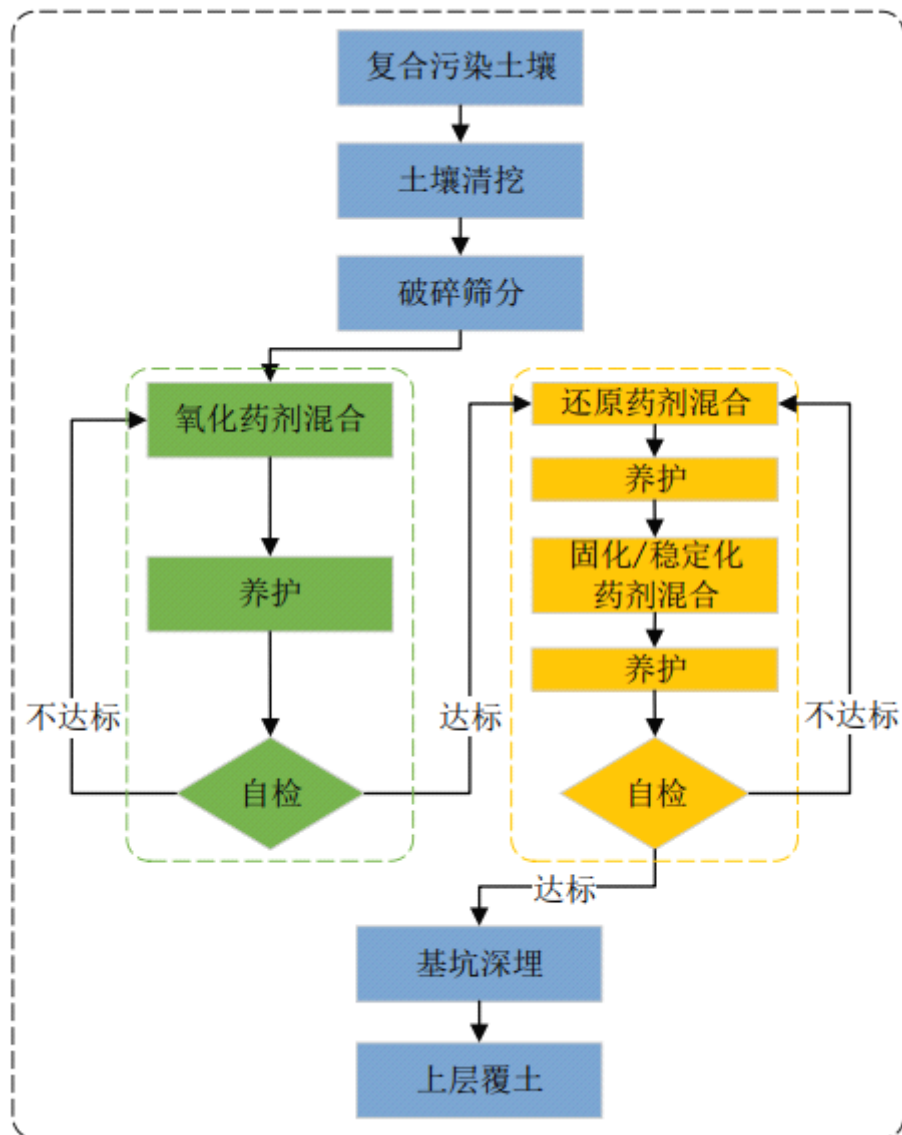 复合污染土壤
土壤清挖
破碎筛分
氧化药剂混合
养护
不达标
自检
达标
还原药剂混合
养护
固化/稳定化
药剂混合
养护
自检
不达标
达标
基坑深埋
上层覆土